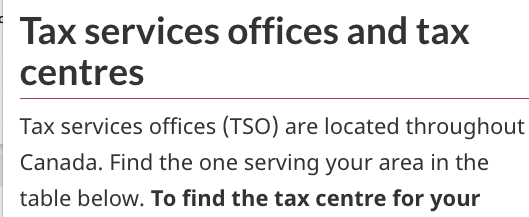 Tax services offices and tax
centres
Tax services offices (TSO) are located throughout
Canada. Find the one serving your area in the
table below. To find the tax centre for your